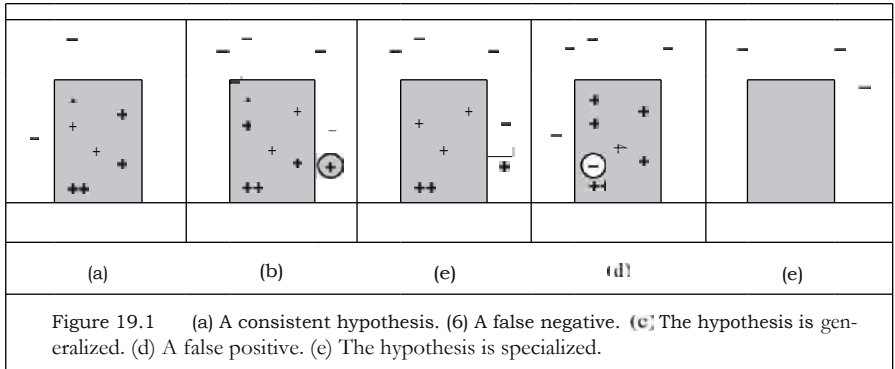 (a) (b) (e) (d) (e)
Figure 19.1 (a) A consistent hypothesis. (6) A false negative. (c) The hypothesis is gen-
eralized. (d) A false positive. (e) The hypothesis is specialized.